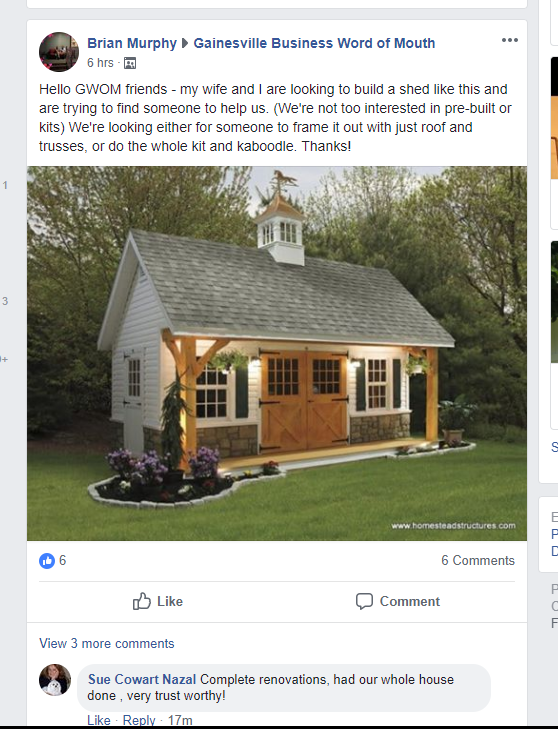 Brian Murphy ▶ Gainesville Business Word of Mouth
6 hrs ·
Hello GWOM friends - my wife and I are looking to build a shed like this and
are trying to find someone to help us. (We're not too interested in pre-built or
kits) We're looking either for someone to frame it out with just roof and
trusses, or do the whole kit and kaboodle. Thanks!
www.homesteadstructures.com
6
6 Comments
Like
Comment
View 3 more comments
Sue Cowart Nazal Complete renovations, had our whole house
done , very trust worthy!
Like · Reply · 17m
1
3
+
S
E
P
D
P
C
F